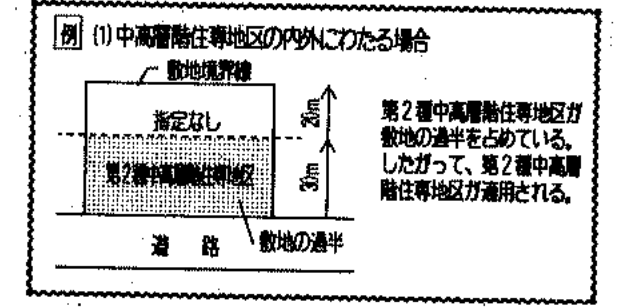 例 (1)中高層階住専地区の内外にわたる場合
敷地境界線
指定なし
20m
第2種中高層階住専地区
30m
道 路
敷地の過半
第2種中高層階住専地区が
敷地の過半を占めている。
したがって、第2種中高層
階住専地区が適用される。